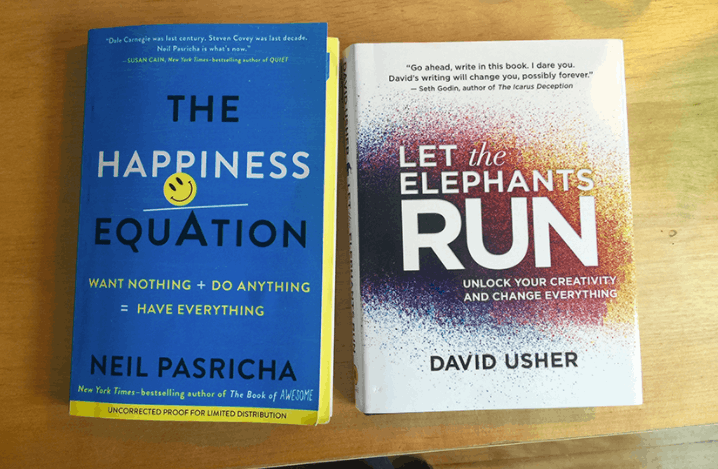 "Dale Carnegie was last century. Steven Covey was last decade.
Neil Pasricha is what's now."
– SUSAN CAIN, New York Times–bestselling author of QUIET
THE
HAPPINESS
EQUATION
WANT NOTHING + DO ANYTHING
= HAVE EVERYTHING
NEIL PASRICHA
New York Times–bestselling author of The Book of AWESOME
UNCORRECTED PROOF FOR LIMITED DISTRIBUTION
"Go ahead, write in this book. I dare you.
David's writing will change you, possibly forever."
— Seth Godin, author of The Icarus Deception
LET the
ELEPHANTS
RUN
UNLOCK YOUR CREATIVITY
AND CHANGE EVERYTHING
DAVID USHER